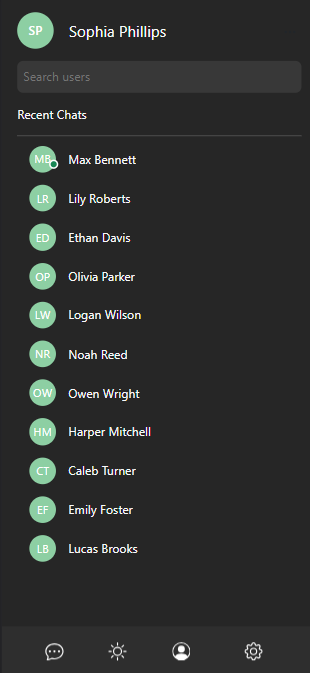 SP Sophia Phillips
Search users
Recent Chats
MB Max Bennett
LR Lily Roberts
ED Ethan Davis
OP Olivia Parker
LW Logan Wilson
NR Noah Reed
OW Owen Wright
HM Harper Mitchell
CT Caleb Turner
EF Emily Foster
LB Lucas Brooks